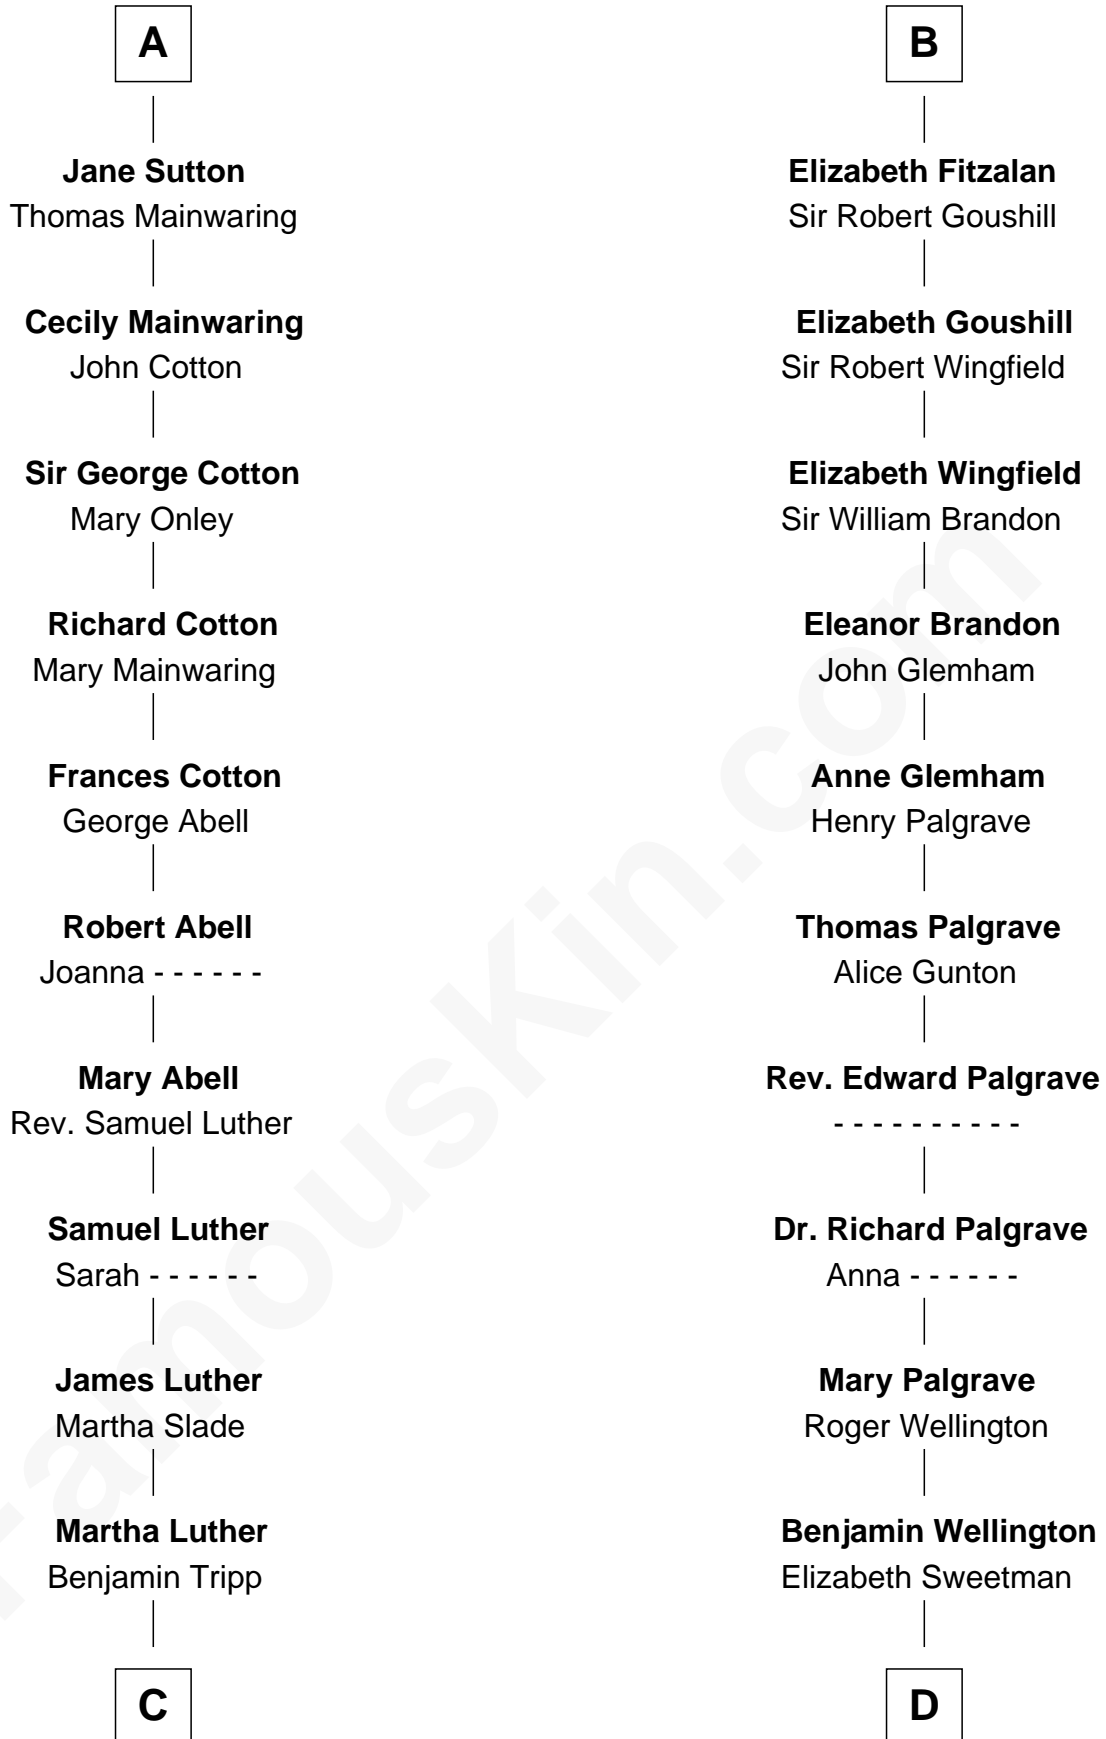 A
Jane Sutton
Thomas Mainwaring
Cecily Mainwaring
John Cotton
Sir George Cotton
Mary Onley
Richard Cotton
Mary Mainwaring
Frances Cotton
George Abell
Robert Abell
Joanna - - - - - -
Mary Abell
Rev. Samuel Luther
Samuel Luther
Sarah - - - - - -
James Luther
Martha Slade
Martha Luther
Benjamin Tripp
C
B
Elizabeth Fitzalan
Sir Robert Goushill
Elizabeth Goushill
Sir Robert Wingfield
Elizabeth Wingfield
Sir William Brandon
Eleanor Brandon
John Glemham
Anne Glemham
Henry Palgrave
Thomas Palgrave
Alice Gunton
Rev. Edward Palgrave
- - - - - - - - - -
Dr. Richard Palgrave
Anna - - - - - -
Mary Palgrave
Roger Wellington
Benjamin Wellington
Elizabeth Sweetman
D
FamousKin.com